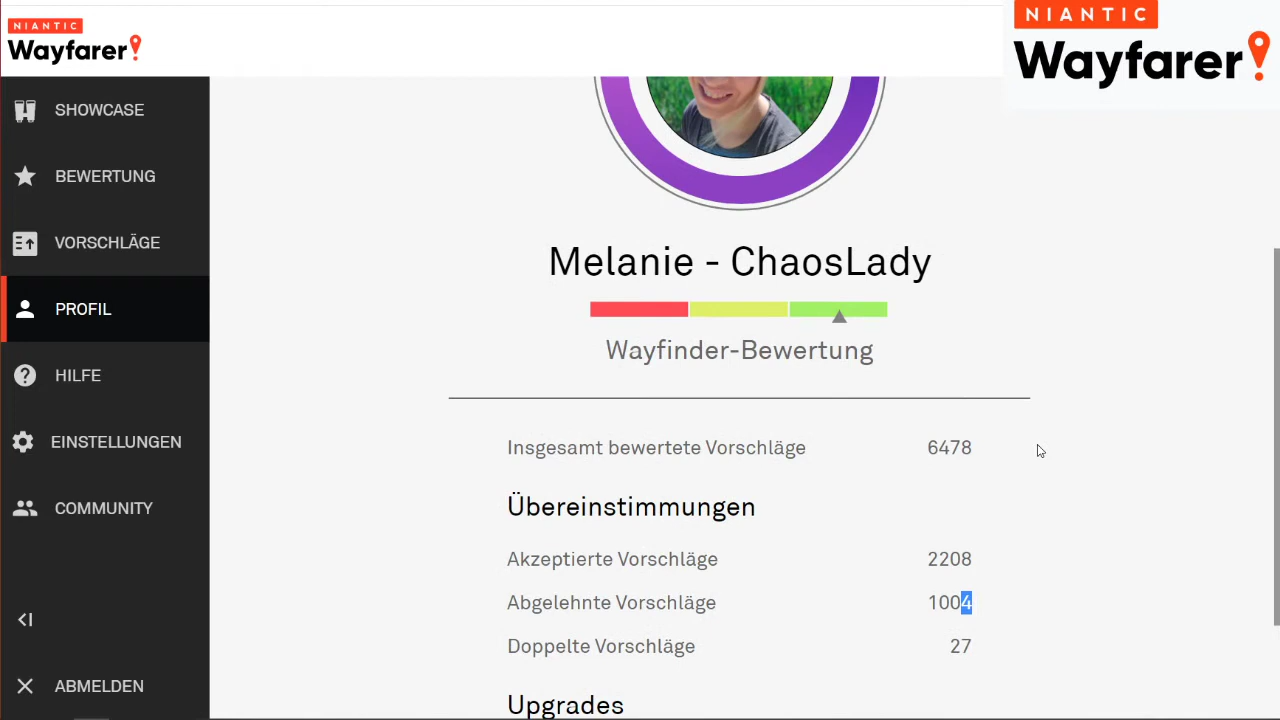 NIANTIC
Wayfarer
NIANTIC
Wayfarer
SHOWCASE
BEWERTUNG
VORSCHLÄGE
PROFIL
HILFE
EINSTELLUNGEN
COMMUNITY
ABMELDEN
Melanie - ChaosLady
Wayfinder-Bewertung
Insgesamt bewertete Vorschläge 6478
Übereinstimmungen
Akzeptierte Vorschläge 2208
Abgelehnte Vorschläge 1004
Doppelte Vorschläge 27
Upgrades